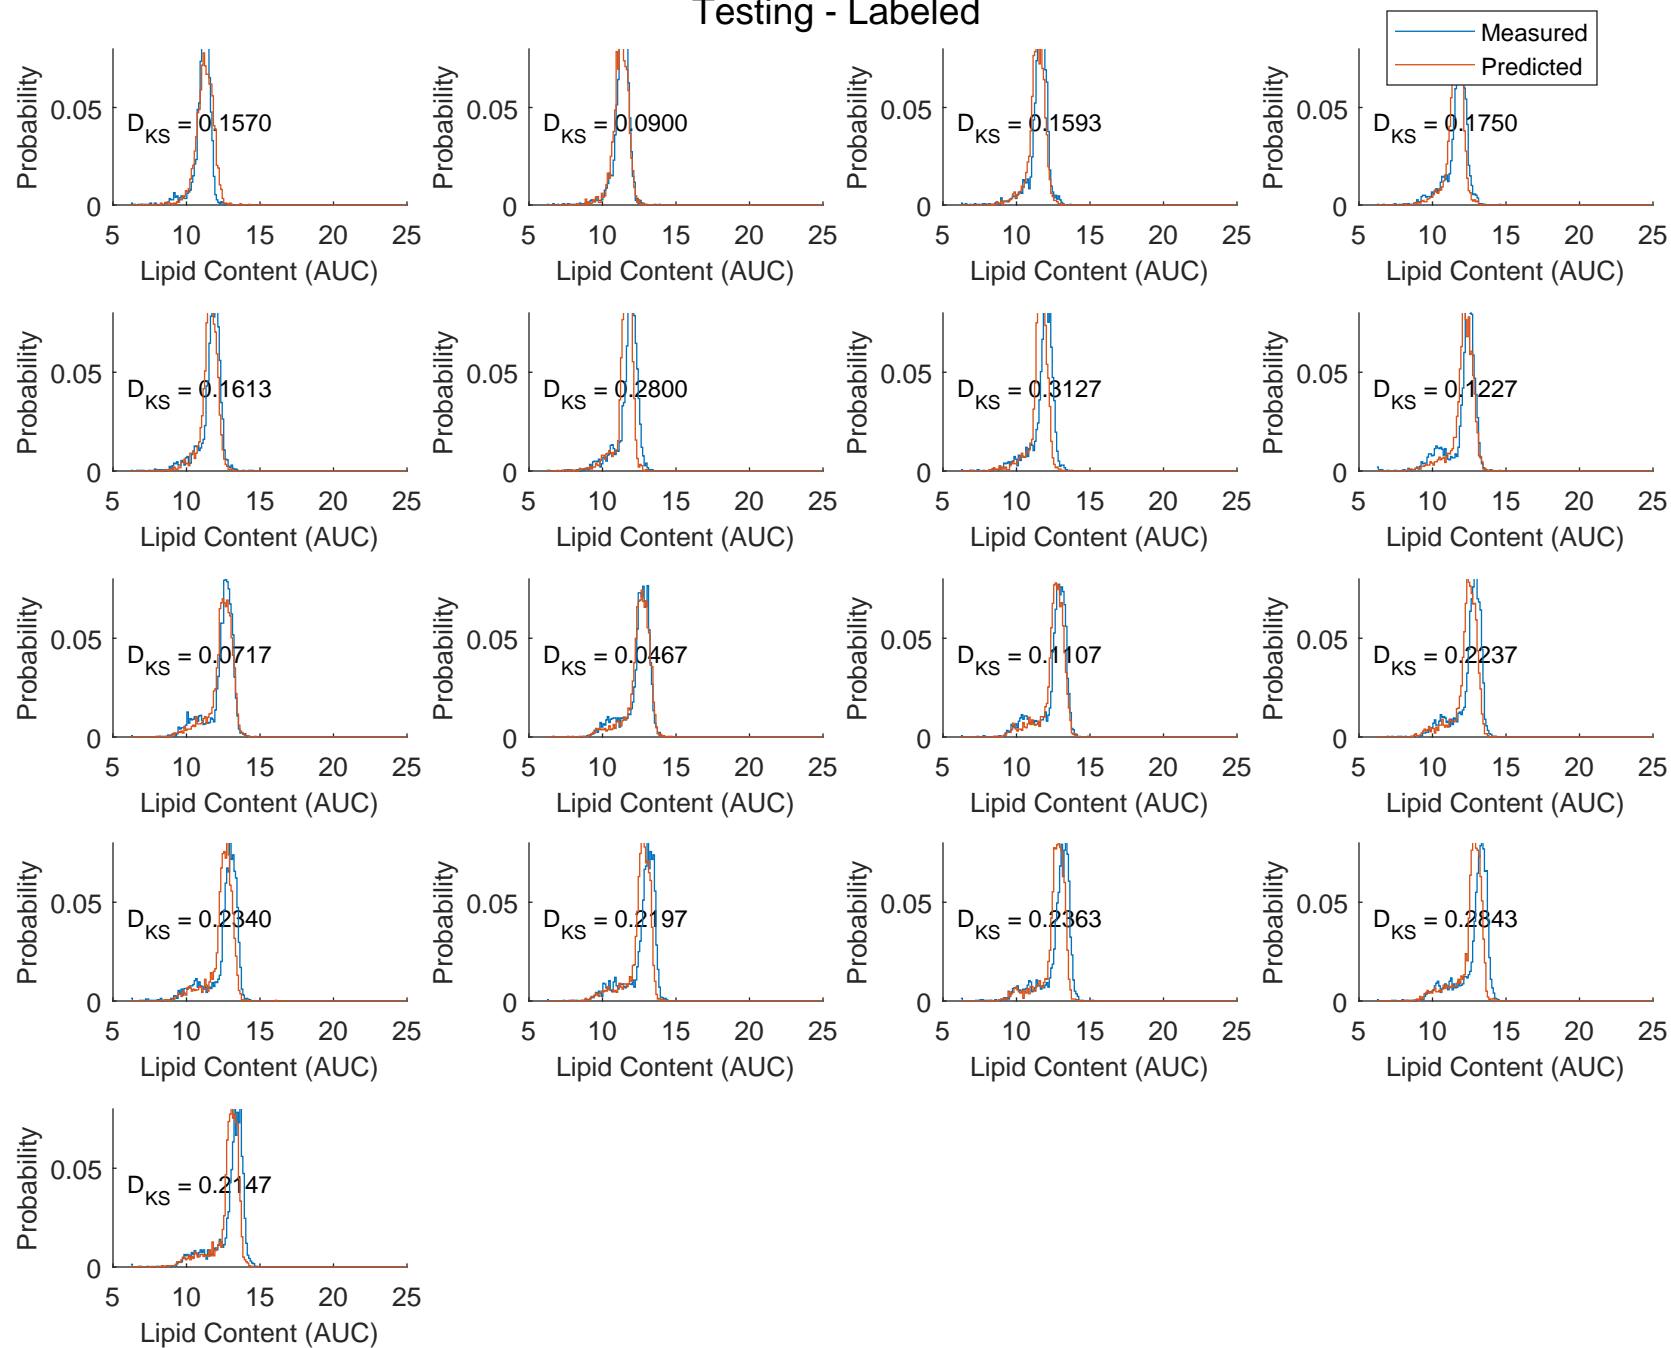 Testing - Labeled
Measured
Predicted
Probability
0.05
0
D_KS = 0.1570
5 10 15 20 25
Lipid Content (AUC)
Probability
0.05
0
D_KS = 0.0900
5 10 15 20 25
Lipid Content (AUC)
Probability
0.05
0
D_KS = 0.1593
5 10 15 20 25
Lipid Content (AUC)
Probability
0.05
0
D_KS = 0.1750
5 10 15 20 25
Lipid Content (AUC)
Probability
0.05
0
D_KS = 0.1613
5 10 15 20 25
Lipid Content (AUC)
Probability
0.05
0
D_KS = 0.2800
5 10 15 20 25
Lipid Content (AUC)
Probability
0.05
0
D_KS = 0.3127
5 10 15 20 25
Lipid Content (AUC)
Probability
0.05
0
D_KS = 0.1227
5 10 15 20 25
Lipid Content (AUC)
Probability
0.05
0
D_KS = 0.0717
5 10 15 20 25
Lipid Content (AUC)
Probability
0.05
0
D_KS = 0.0467
5 10 15 20 25
Lipid Content (AUC)
Probability
0.05
0
D_KS = 0.1107
5 10 15 20 25
Lipid Content (AUC)
Probability
0.05
0
D_KS = 0.2237
5 10 15 20 25
Lipid Content (AUC)
Probability
0.05
0
D_KS = 0.2340
5 10 15 20 25
Lipid Content (AUC)
Probability
0.05
0
D_KS = 0.2197
5 10 15 20 25
Lipid Content (AUC)
Probability
0.05
0
D_KS = 0.2363
5 10 15 20 25
Lipid Content (AUC)
Probability
0.05
0
D_KS = 0.2843
5 10 15 20 25
Lipid Content (AUC)
Probability
0.05
0
D_KS = 0.2147
5 10 15 20 25
Lipid Content (AUC)